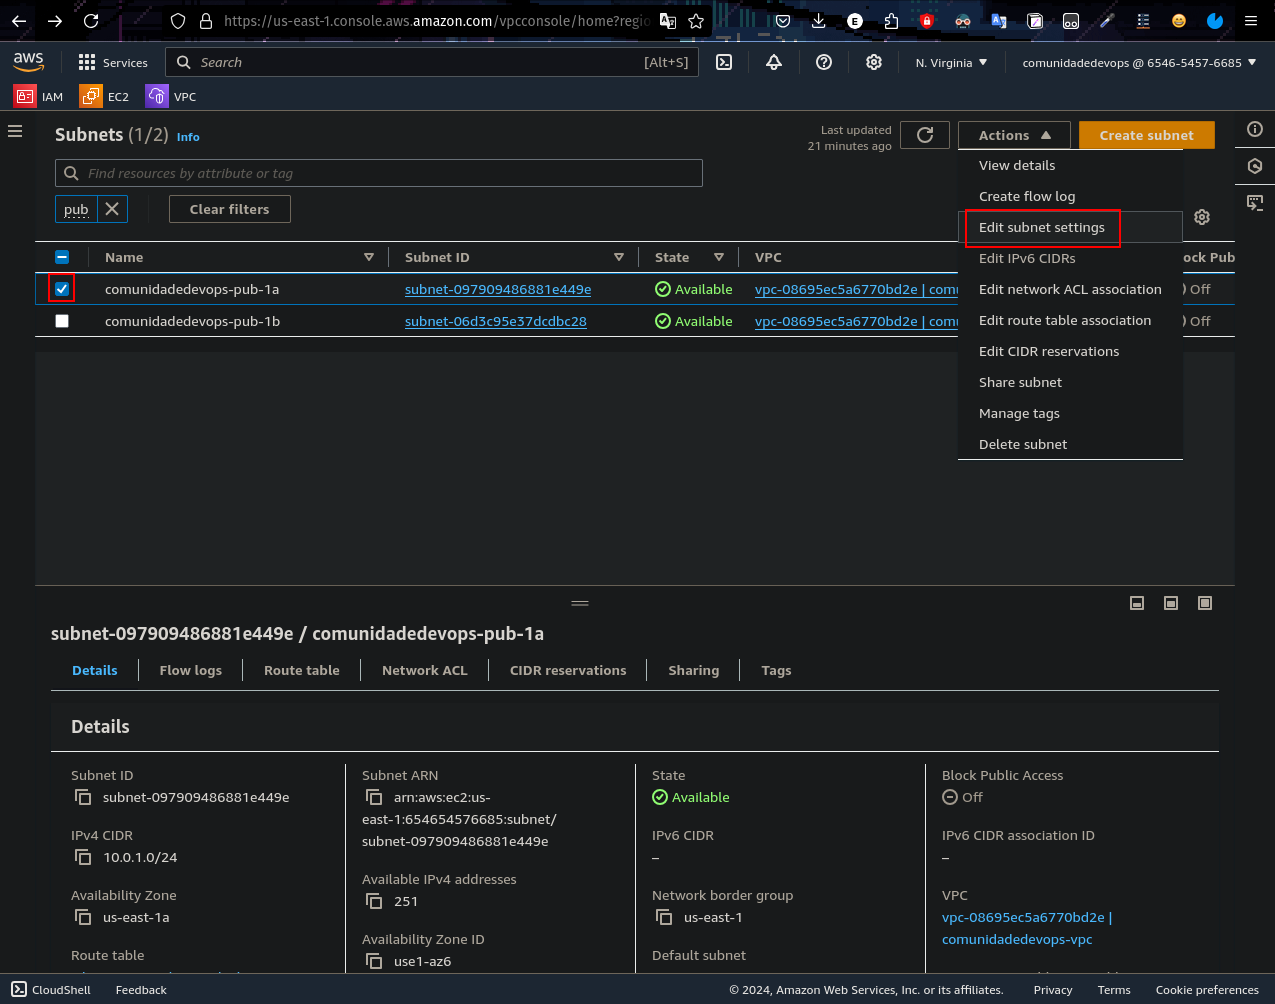 https://us-east-1.console.aws.amazon.com/vpcconsole/home?regio
aws
Services
Search
[Alt+S]
N. Virginia
comunidadedevops @ 6546-5457-6685
IAM
EC2
VPC
Subnets (1/2) Info
Last updated
21 minutes ago
Actions
Create subnet
Find resources by attribute or tag
pub
Clear filters
View details
Create flow log
Edit subnet settings
Edit IPv6 CIDRs
Edit network ACL association
Edit route table association
Edit CIDR reservations
Share subnet
Manage tags
Delete subnet
Name Subnet ID State VPC ock Pub
comunidadedevops-pub-1a subnet-097909486881e449e Available vpc-08695ec5a6770bd2e | com Off
comunidadedevops-pub-1b subnet-06d3c95e37dcdbc28 Available vpc-08695ec5a6770bd2e | com Off
subnet-097909486881e449e / comunidadedevops-pub-1a
Details Flow logs Route table Network ACL CIDR reservations Sharing Tags
Details
Subnet ID
subnet-097909486881e449e
IPv4 CIDR
10.0.1.0/24
Availability Zone
us-east-1a
Route table
Subnet ARN
arn:aws:ec2:us-
east-1:654654576685:subnet/
subnet-097909486881e449e
Available IPv4 addresses
251
Availability Zone ID
use1-az6
State
Available
IPv6 CIDR
–
Network border group
us-east-1
Default subnet
Block Public Access
Off
IPv6 CIDR association ID
–
VPC
vpc-08695ec5a6770bd2e |
comunidadedevops-vpc
CloudShell
Feedback
© 2024, Amazon Web Services, Inc. or its affiliates.
Privacy
Terms
Cookie preferences